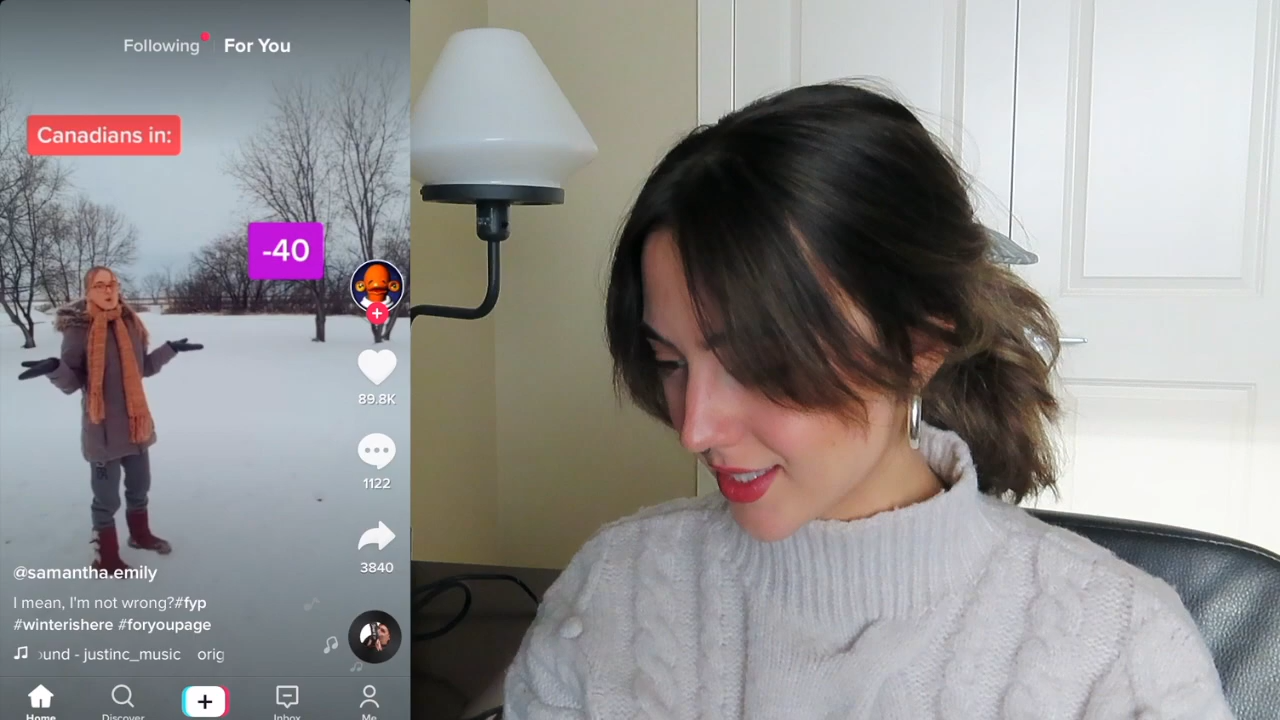 Following For You
Canadians in:
-40
89.8K
1122
3840
@samantha.emily
I mean, I'm not wrong?#fyp
#winterishere #foryoupage
ound - justinc_music orig
Home Discover Inbox Me